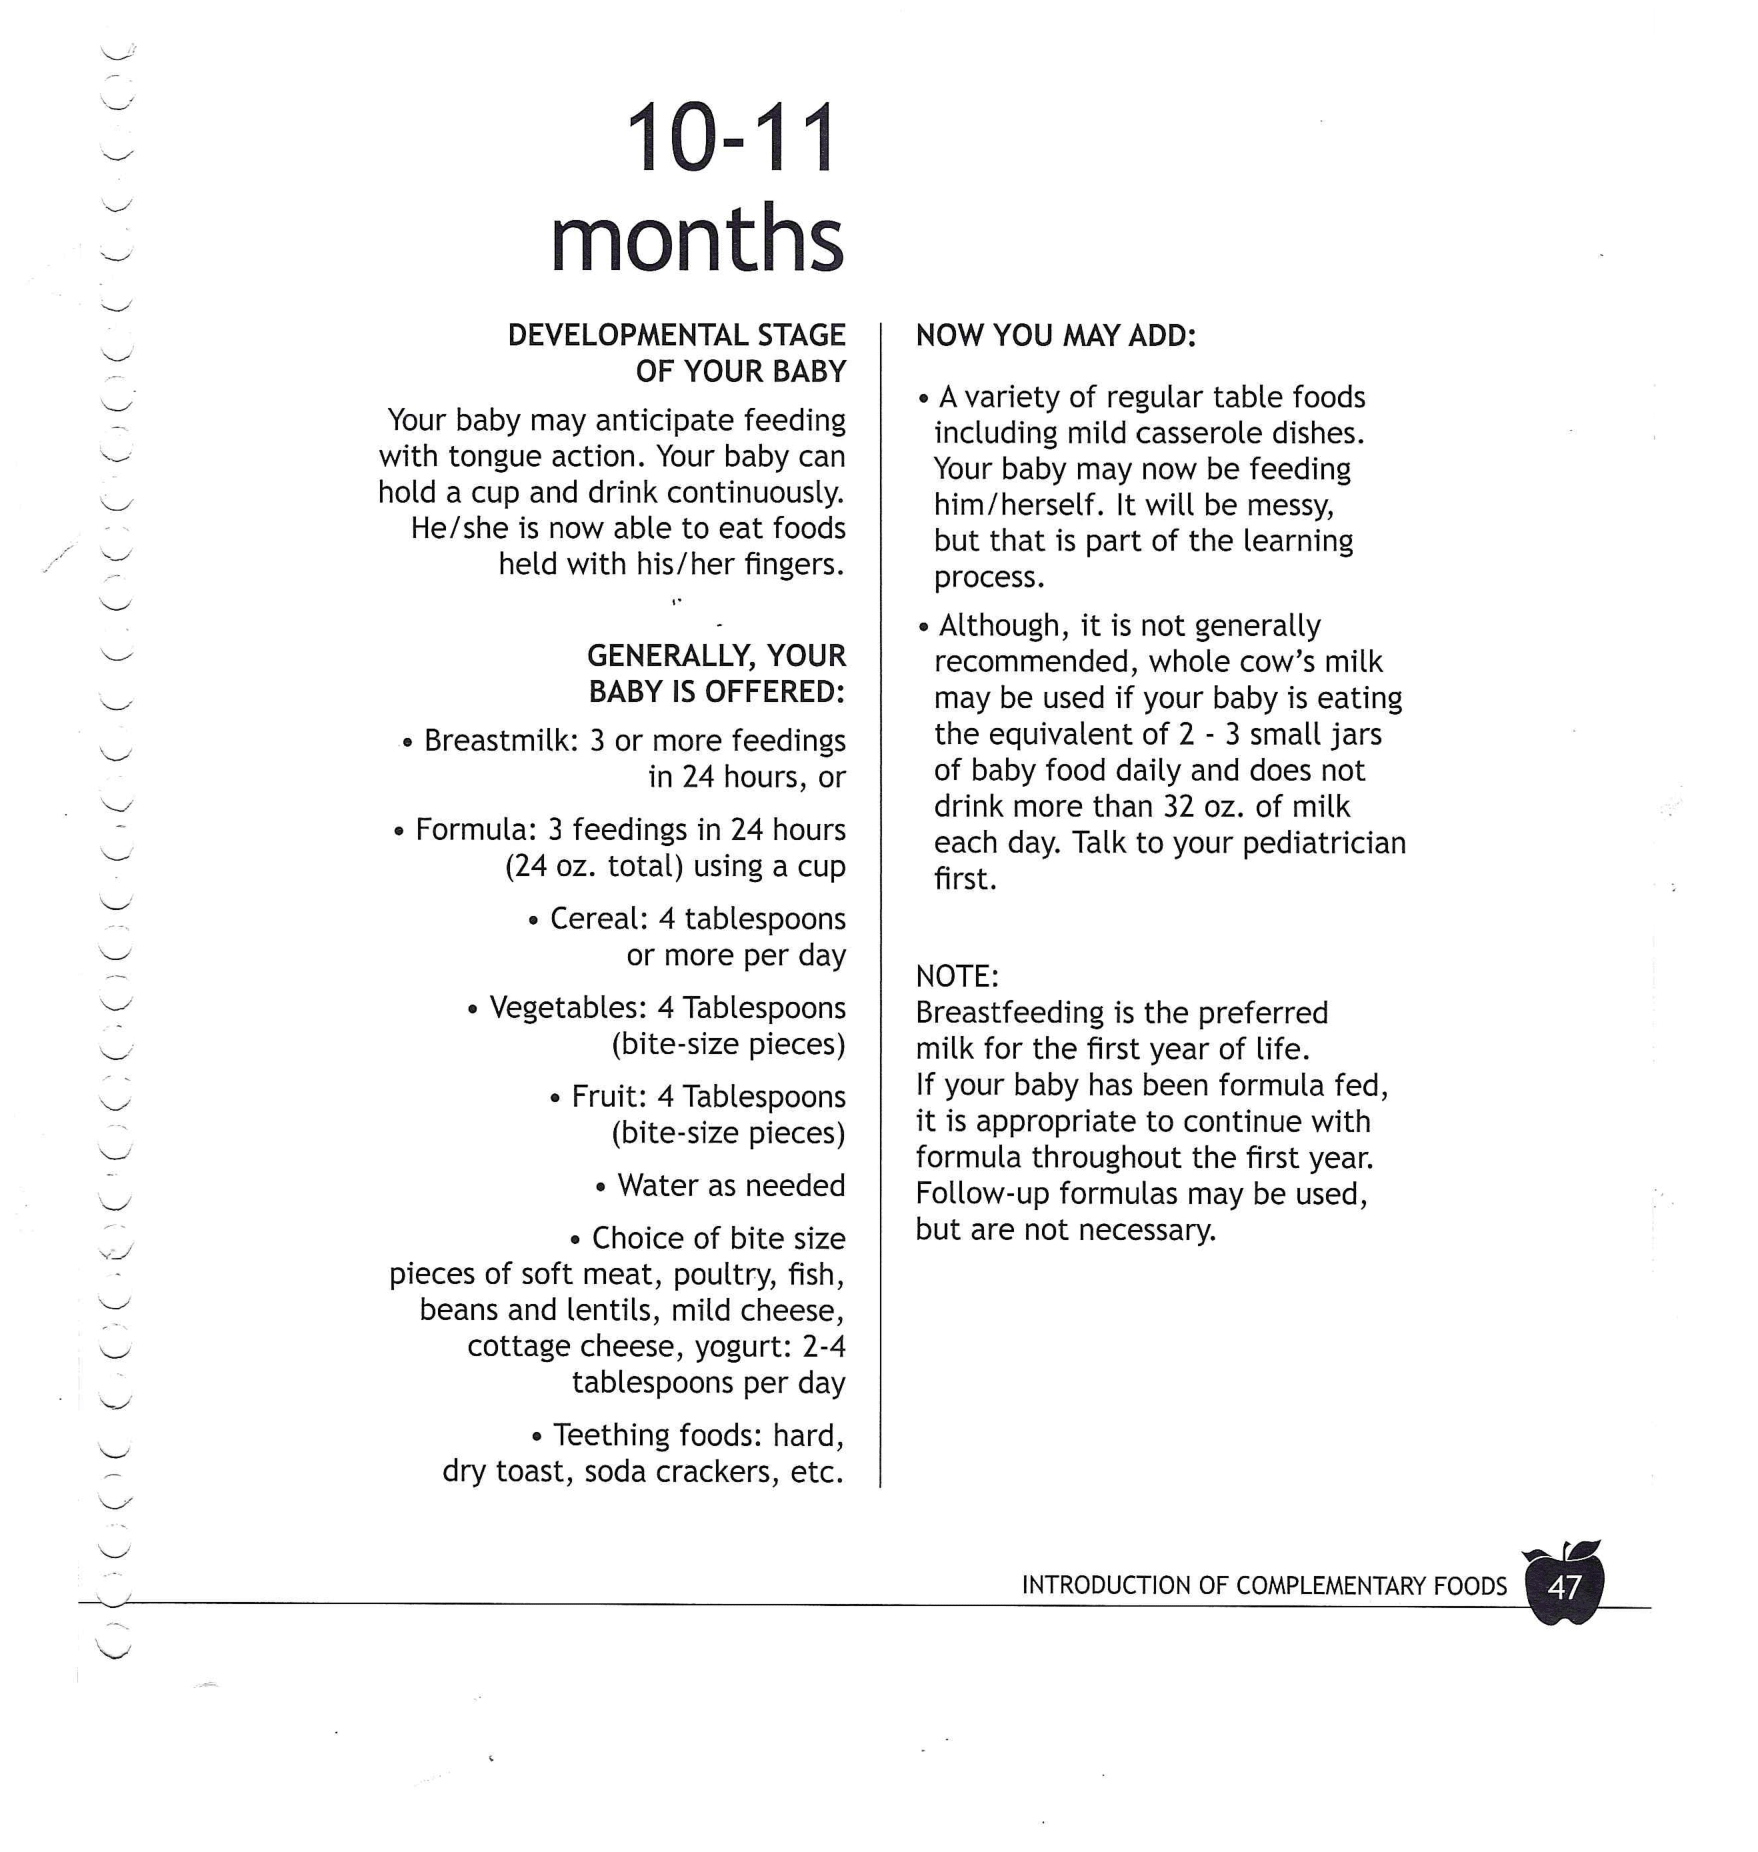 10-11
months
DEVELOPMENTAL STAGE
OF YOUR BABY
Your baby may anticipate feeding
with tongue action. Your baby can
hold a cup and drink continuously.
He/she is now able to eat foods
held with his/her fingers.
GENERALLY, YOUR
BABY IS OFFERED:
• Breastmilk: 3 or more feedings
in 24 hours, or
• Formula: 3 feedings in 24 hours
(24 oz. total) using a cup
• Cereal: 4 tablespoons
or more per day
• Vegetables: 4 Tablespoons
(bite-size pieces)
• Fruit: 4 Tablespoons
(bite-size pieces)
• Water as needed
• Choice of bite size
pieces of soft meat, poultry, fish,
beans and lentils, mild cheese,
cottage cheese, yogurt: 2-4
tablespoons per day
• Teething foods: hard,
dry toast, soda crackers, etc.
NOW YOU MAY ADD:
• A variety of regular table foods
including mild casserole dishes.
Your baby may now be feeding
him/herself. It will be messy,
but that is part of the learning
process.
• Although, it is not generally
recommended, whole cow's milk
may be used if your baby is eating
the equivalent of 2 - 3 small jars
of baby food daily and does not
drink more than 32 oz. of milk
each day. Talk to your pediatrician
first.
NOTE:
Breastfeeding is the preferred
milk for the first year of life.
If your baby has been formula fed,
it is appropriate to continue with
formula throughout the first year.
Follow-up formulas may be used,
but are not necessary.
INTRODUCTION OF COMPLEMENTARY FOODS 47